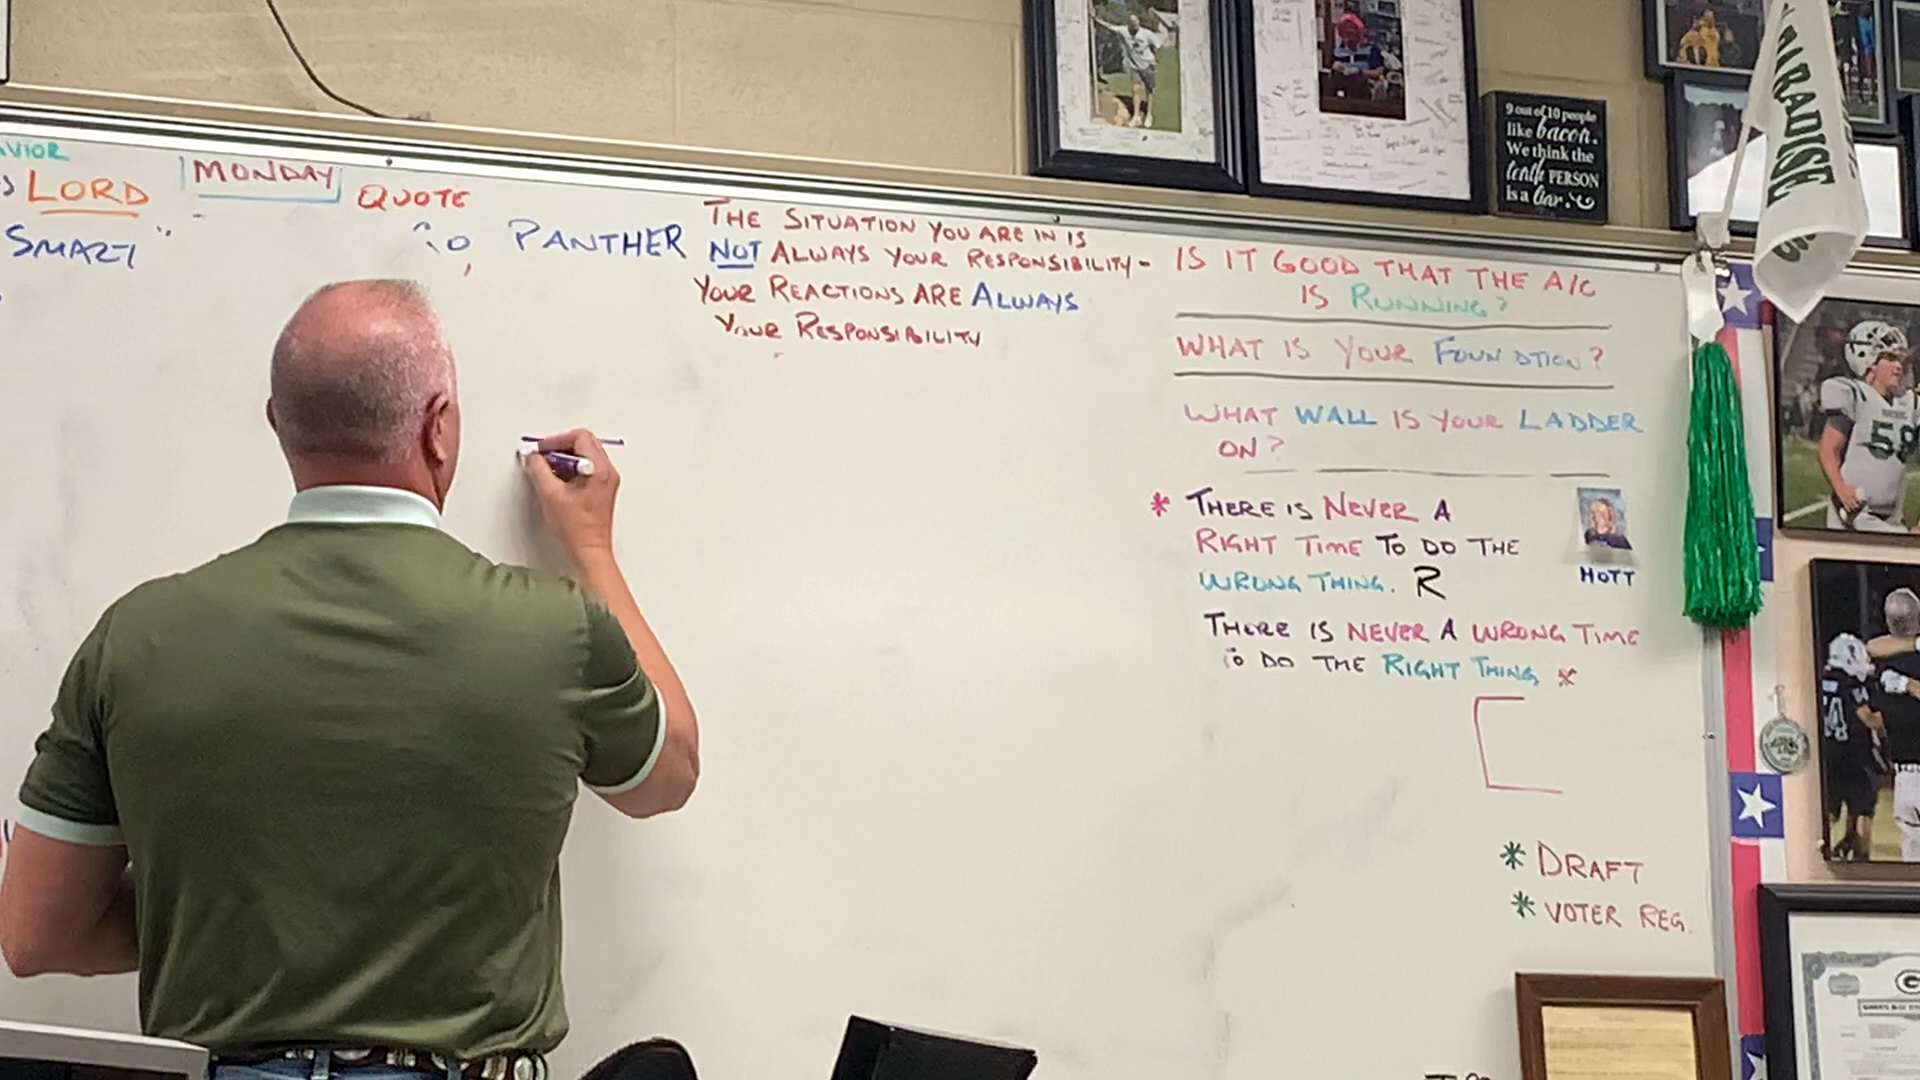 LORD
SMART"
MONDAY
QUOTE
PANTHER
THE SITUATION YOU ARE IN IS
NOT ALWAYS YOUR RESPONSIBILITY-
YOUR REACTIONS ARE ALWAYS
YOUR RESPONSIBILITY
IS IT GOOD THAT THE A/C
IS RUNNING?
WHAT IS YOUR FOUNDTION?
WHAT WALL IS YOUR LADDER
ON?
* THERE IS NEVER A
RIGHT TIME TO DO THE
WRONG THING. R
THERE IS NEVER A WRONG TIME
TO DO THE RIGHT THING *
MOTT
* DRAFT
* VOTER REG.
9 out of 10 people
like bacon.
We think the
tenth PERSON
is a liar.
PARADISE
58
54
G